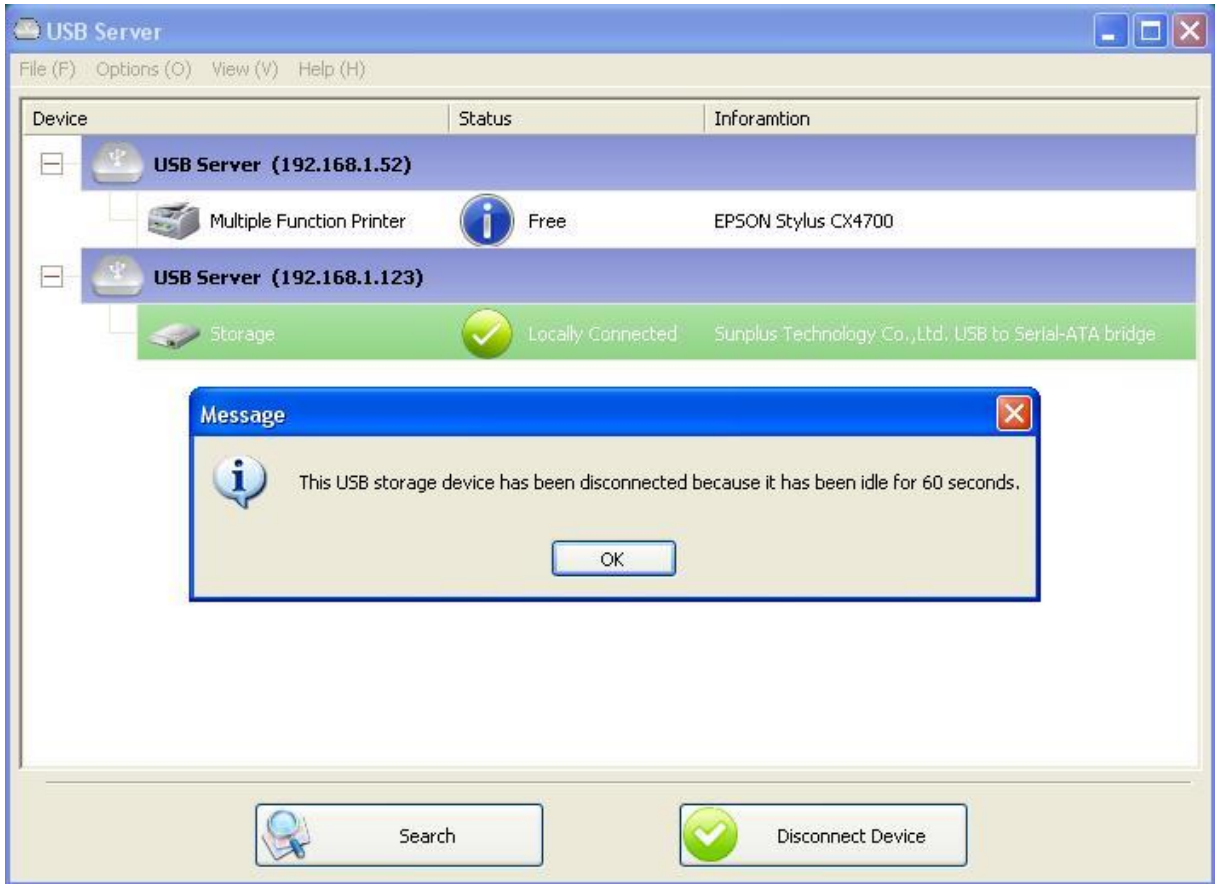 USB Server
File (F) Options (O) View (V) Help (H)
Device Status Inforamtion
USB Server (192.168.1.52)
Multiple Function Printer Free EPSON Stylus CX4700
USB Server (192.168.1.123)
Storage Locally Connected Sunplus Technology Co.,Ltd. USB to Serial-ATA bridge
Message
This USB storage device has been disconnected because it has been idle for 60 seconds.
OK
Search Disconnect Device